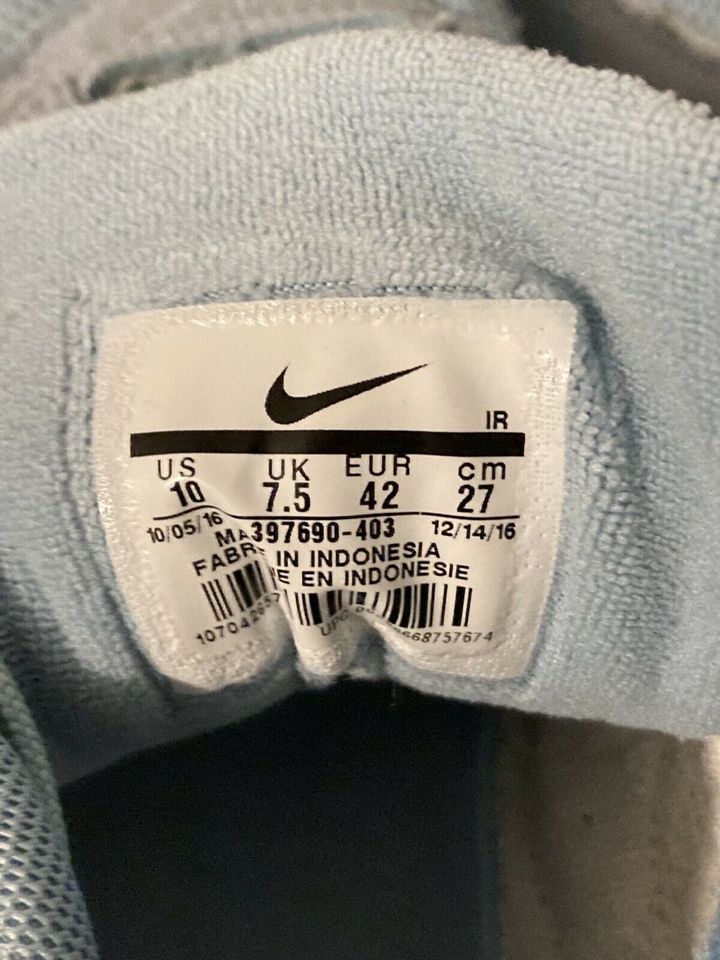 IR
US UK EUR cm
10 7.5 42 27
10/05/16 397690-403 12/14/16
IN INDONESIA
EN INDONESIE